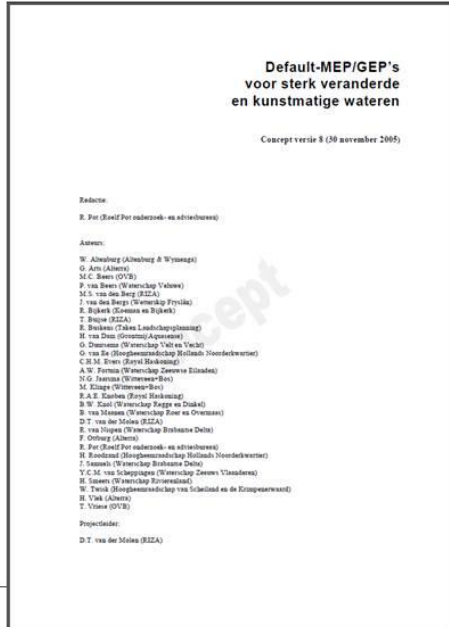 Default-MEP/GEP's
voor sterk veranderde
en kunstmatige wateren
Concept versie 8 (30 november 2005)
Redactie:
R. Pot (Roelf Pot onderzoek- en adviesbureau)
Auteurs:
W. Altenburg (Altenburg & Wymenga)
G. Arts (Alterra)
M.C. Beers (OVB)
P. van Beers (Waterschap Veluwe)
M.S. van den Berg (RIZA)
J. van den Bergs (Wetterskip Fryslân)
R. Bijkerk (Koeman en Bijkerk)
T. Buijse (RIZA)
R. Buskens (Taken Landschapsplanning)
H. van Dam (Grontmij/Aquasense)
G. Duursema (Waterschap Velt en Vecht)
G. van Ee (Hoogheemraadschap Hollands Noorderkwartier)
C.H.M. Evers (Royal Haskoning)
A.W. Fortuin (Waterschap Zeeuwse Eilanden)
N.G. Jaarsma (Witteveen+Bos)
M. Klinge (Witteveen+Bos)
R.A.E. Knoben (Royal Haskoning)
B.W. Knol (Waterschap Regge en Dinkel)
B. van Maanen (Waterschap Roer en Overmaas)
D.T. van der Molen (RIZA)
R. van Nispen (Waterschap Brabantse Delta)
F. Ottburg (Alterra)
R. Pot (Roelf Pot onderzoek- en adviesbureau)
H. Roodzand (Hoogheemraadschap Hollands Noorderkwartier)
J. Samuels (Waterschap Brabantse Delta)
Y.C.M. van Scheppingen (Waterschap Zeeuws Vlaanderen)
H. Smeets (Waterschap Rivierenland)
W. Twisk (Hoogheemraadschap van Schieland en de Krimpenerwaard)
H. Vlek (Alterra)
T. Vriese (OVB)
Projectleider:
D.T. van der Molen (RIZA)